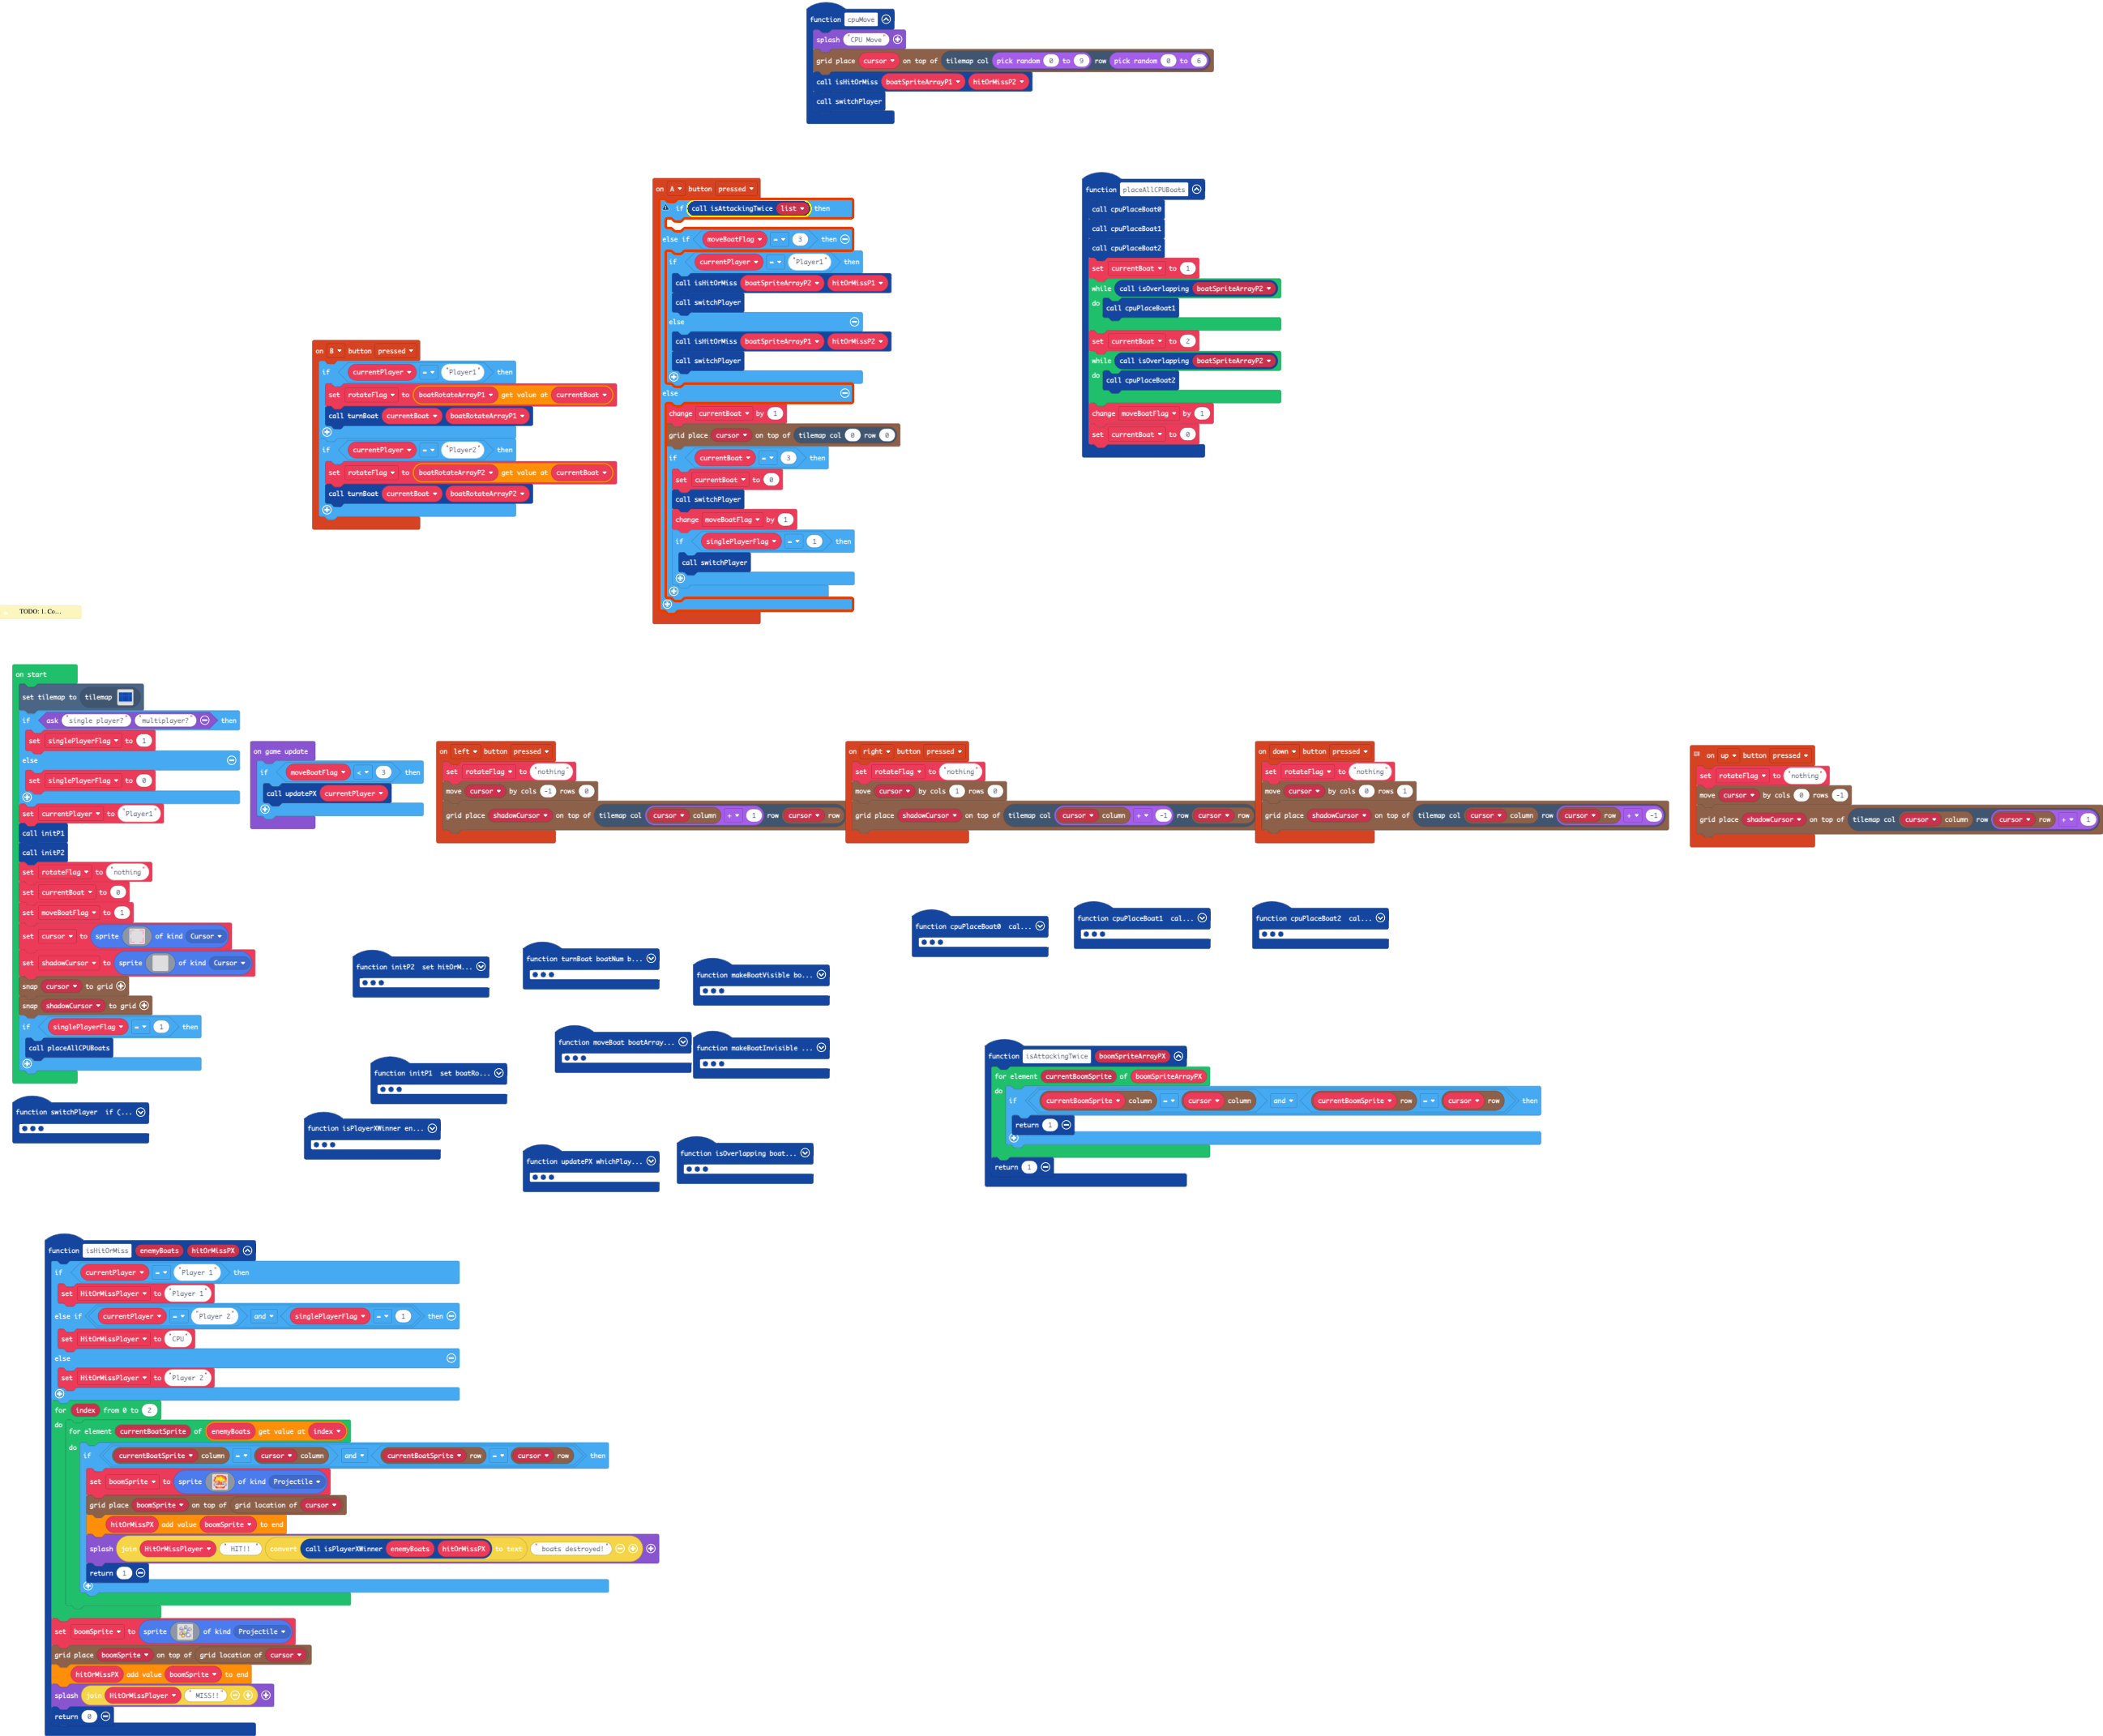 function cpuMove
splash "CPU Move"
grid place cursor on top of tilemap col pick random 0 to 9 row pick random 0 to 6
call isHitOrMiss boatSpriteArrayP1 hitOrMissP2
call switchPlayer
on A button pressed
if call isAttackingTwice list then
else if moveBoatFlag = 3 then
if currentPlayer = "Player1" then
call isHitOrMiss boatSpriteArrayP2 hitOrMissP1
call switchPlayer
else
call isHitOrMiss boatSpriteArrayP1 hitOrMissP2
call switchPlayer
else
change currentBoat by 1
grid place cursor on top of tilemap col 0 row 0
if currentBoat = 3 then
set currentBoat to 0
call switchPlayer
change moveBoatFlag by 1
if singlePlayerFlag = 1 then
call switchPlayer
function placeAllCPUBoats
call cpuPlaceBoat0
call cpuPlaceBoat1
call cpuPlaceBoat2
set currentBoat to 1
while call isOverlapping boatSpriteArrayP2
do call cpuPlaceBoat1
set currentBoat to 2
while call isOverlapping boatSpriteArrayP2
do call cpuPlaceBoat2
change moveBoatFlag by 1
set currentBoat to 0
on B button pressed
if currentPlayer = "Player1" then
set rotateFlag to boatRotateArrayP1 get value at currentBoat
call turnBoat currentBoat boatRotateArrayP1
if currentPlayer = "Player2" then
set rotateFlag to boatRotateArrayP2 get value at currentBoat
call turnBoat currentBoat boatRotateArrayP2
TODO: 1. Co...
on start
set tilemap to tilemap
if ask "single player?" "multiplayer?" then
set singlePlayerFlag to 1
else
set singlePlayerFlag to 0
set currentPlayer to "Player1"
call initP1
call initP2
set rotateFlag to "nothing"
set currentBoat to 0
set moveBoatFlag to 1
set cursor to sprite of kind Cursor
set shadowCursor to sprite of kind Cursor
snap cursor to grid
snap shadowCursor to grid
if singlePlayerFlag = 1 then
call placeAllCPUBoats
on game update
if moveBoatFlag < 3 then
call updatePX currentPlayer
on left button pressed
set rotateFlag to "nothing"
move cursor by cols -1 rows 0
grid place shadowCursor on top of tilemap col cursor column + 1 row cursor row
on right button pressed
set rotateFlag to "nothing"
move cursor by cols 1 rows 0
grid place shadowCursor on top of tilemap col cursor column + -1 row cursor row
on down button pressed
set rotateFlag to "nothing"
move cursor by cols 0 rows 1
grid place shadowCursor on top of tilemap col cursor column row cursor row + -1
on up button pressed
set rotateFlag to "nothing"
move cursor by cols 0 rows -1
grid place shadowCursor on top of tilemap col cursor column row cursor row + 1
function cpuPlaceBoat0 cal...
function cpuPlaceBoat1 cal...
function cpuPlaceBoat2 cal...
function initP2 set hitOrM...
function turnBoat boatNum b...
function makeBoatVisible bo...
function moveBoat boatArray...
function makeBoatInvisible ...
function initP1 set boatRo...
function switchPlayer if (...
function isPlayerXWinner en...
function updatePX whichPlay...
function isOverlapping boat...
function isAttackingTwice boomSpriteArrayPX
for element currentBoomSprite of boomSpriteArrayPX
do
if currentBoomSprite column = cursor column and currentBoomSprite row = cursor row then
return 1
return 1
function isHitOrMiss enemyBoats hitOrMissPX
if currentPlayer = "Player 1" then
set HitOrMissPlayer to "Player 1"
else if currentPlayer = "Player 2" and singlePlayerFlag = 1 then
set HitOrMissPlayer to "CPU"
else
set HitOrMissPlayer to "Player 2"
for index from 0 to 2
do
for element currentBoatSprite of enemyBoats get value at index
do
if currentBoatSprite column = cursor column and currentBoatSprite row = cursor row then
set boomSprite to sprite of kind Projectile
grid place boomSprite on top of grid location of cursor
hitOrMissPX add value boomSprite to end
splash join HitOrMissPlayer " HIT!! " convert call isPlayerXWinner enemyBoats hitOrMissPX to text " boats destroyed!"
return 1
set boomSprite to sprite of kind Projectile
grid place boomSprite on top of grid location of cursor
hitOrMissPX add value boomSprite to end
splash join HitOrMissPlayer " MISS!!"
return 0